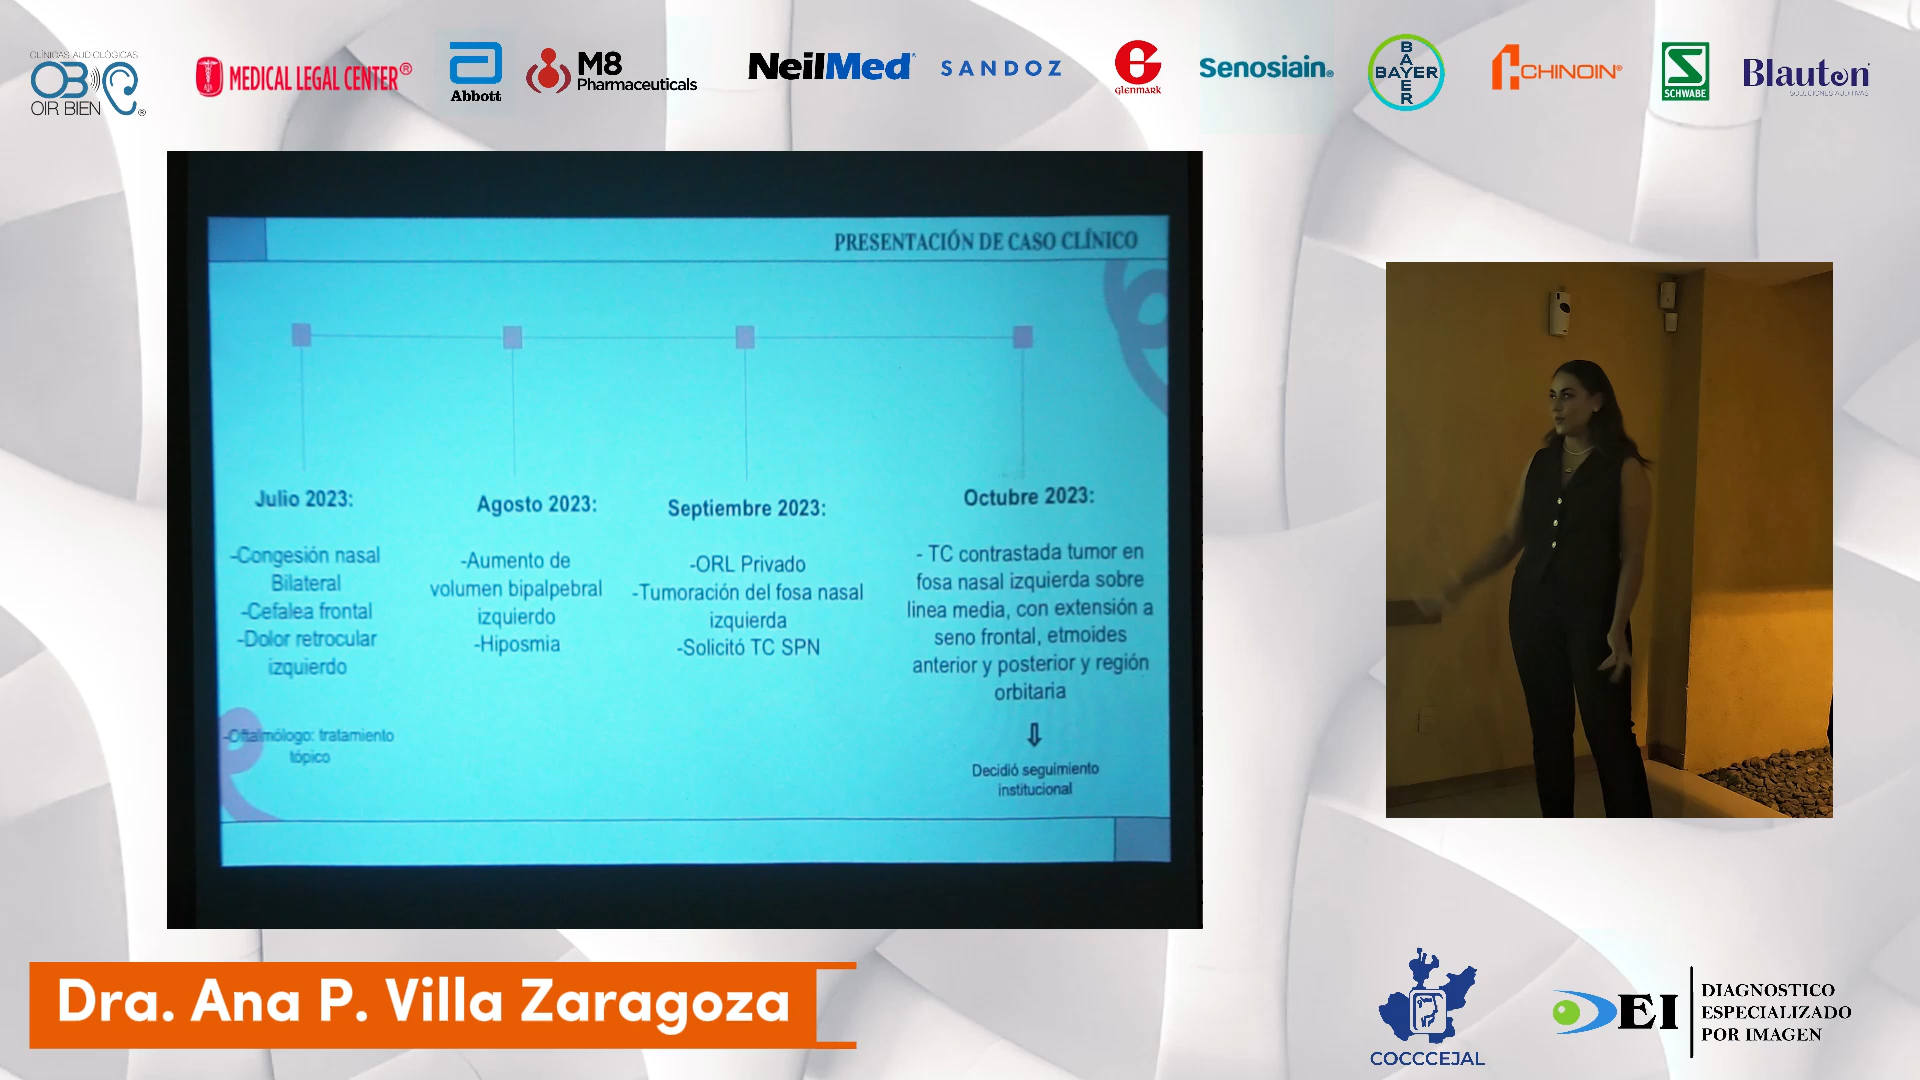 CLÍNICAS AUDIOLÓGICAS
OB
OIR BIEN ®
MEDICAL LEGAL CENTER®
Abbott
M8
Pharmaceuticals
NeilMed®
SANDOZ
GLENMARK
Senosiain®
BAYER
BAYER
CHINOIN®
SCHWABE
Blauton
SOLUCIONES AUDITIVAS
PRESENTACIÓN DE CASO CLÍNICO
Julio 2023:
-Congesión nasal
Bilateral
-Cefalea frontal
-Dolor retrocular
izquierdo
-Oftalmólogo: tratamiento
tópico
Agosto 2023:
-Aumento de
volumen bipalpebral
izquierdo
-Hiposmia
Septiembre 2023:
-ORL Privado
-Tumoración del fosa nasal
izquierda
-Solicitó TC SPN
Octubre 2023:
- TC contrastada tumor en
fosa nasal izquierda sobre
linea media, con extensión a
seno frontal, etmoides
anterior y posterior y región
orbitaria
Decidió seguimiento
institucional
Dra. Ana P. Villa Zaragoza
COCCCEJAL
DEI
DIAGNOSTICO
ESPECIALIZADO
POR IMAGEN